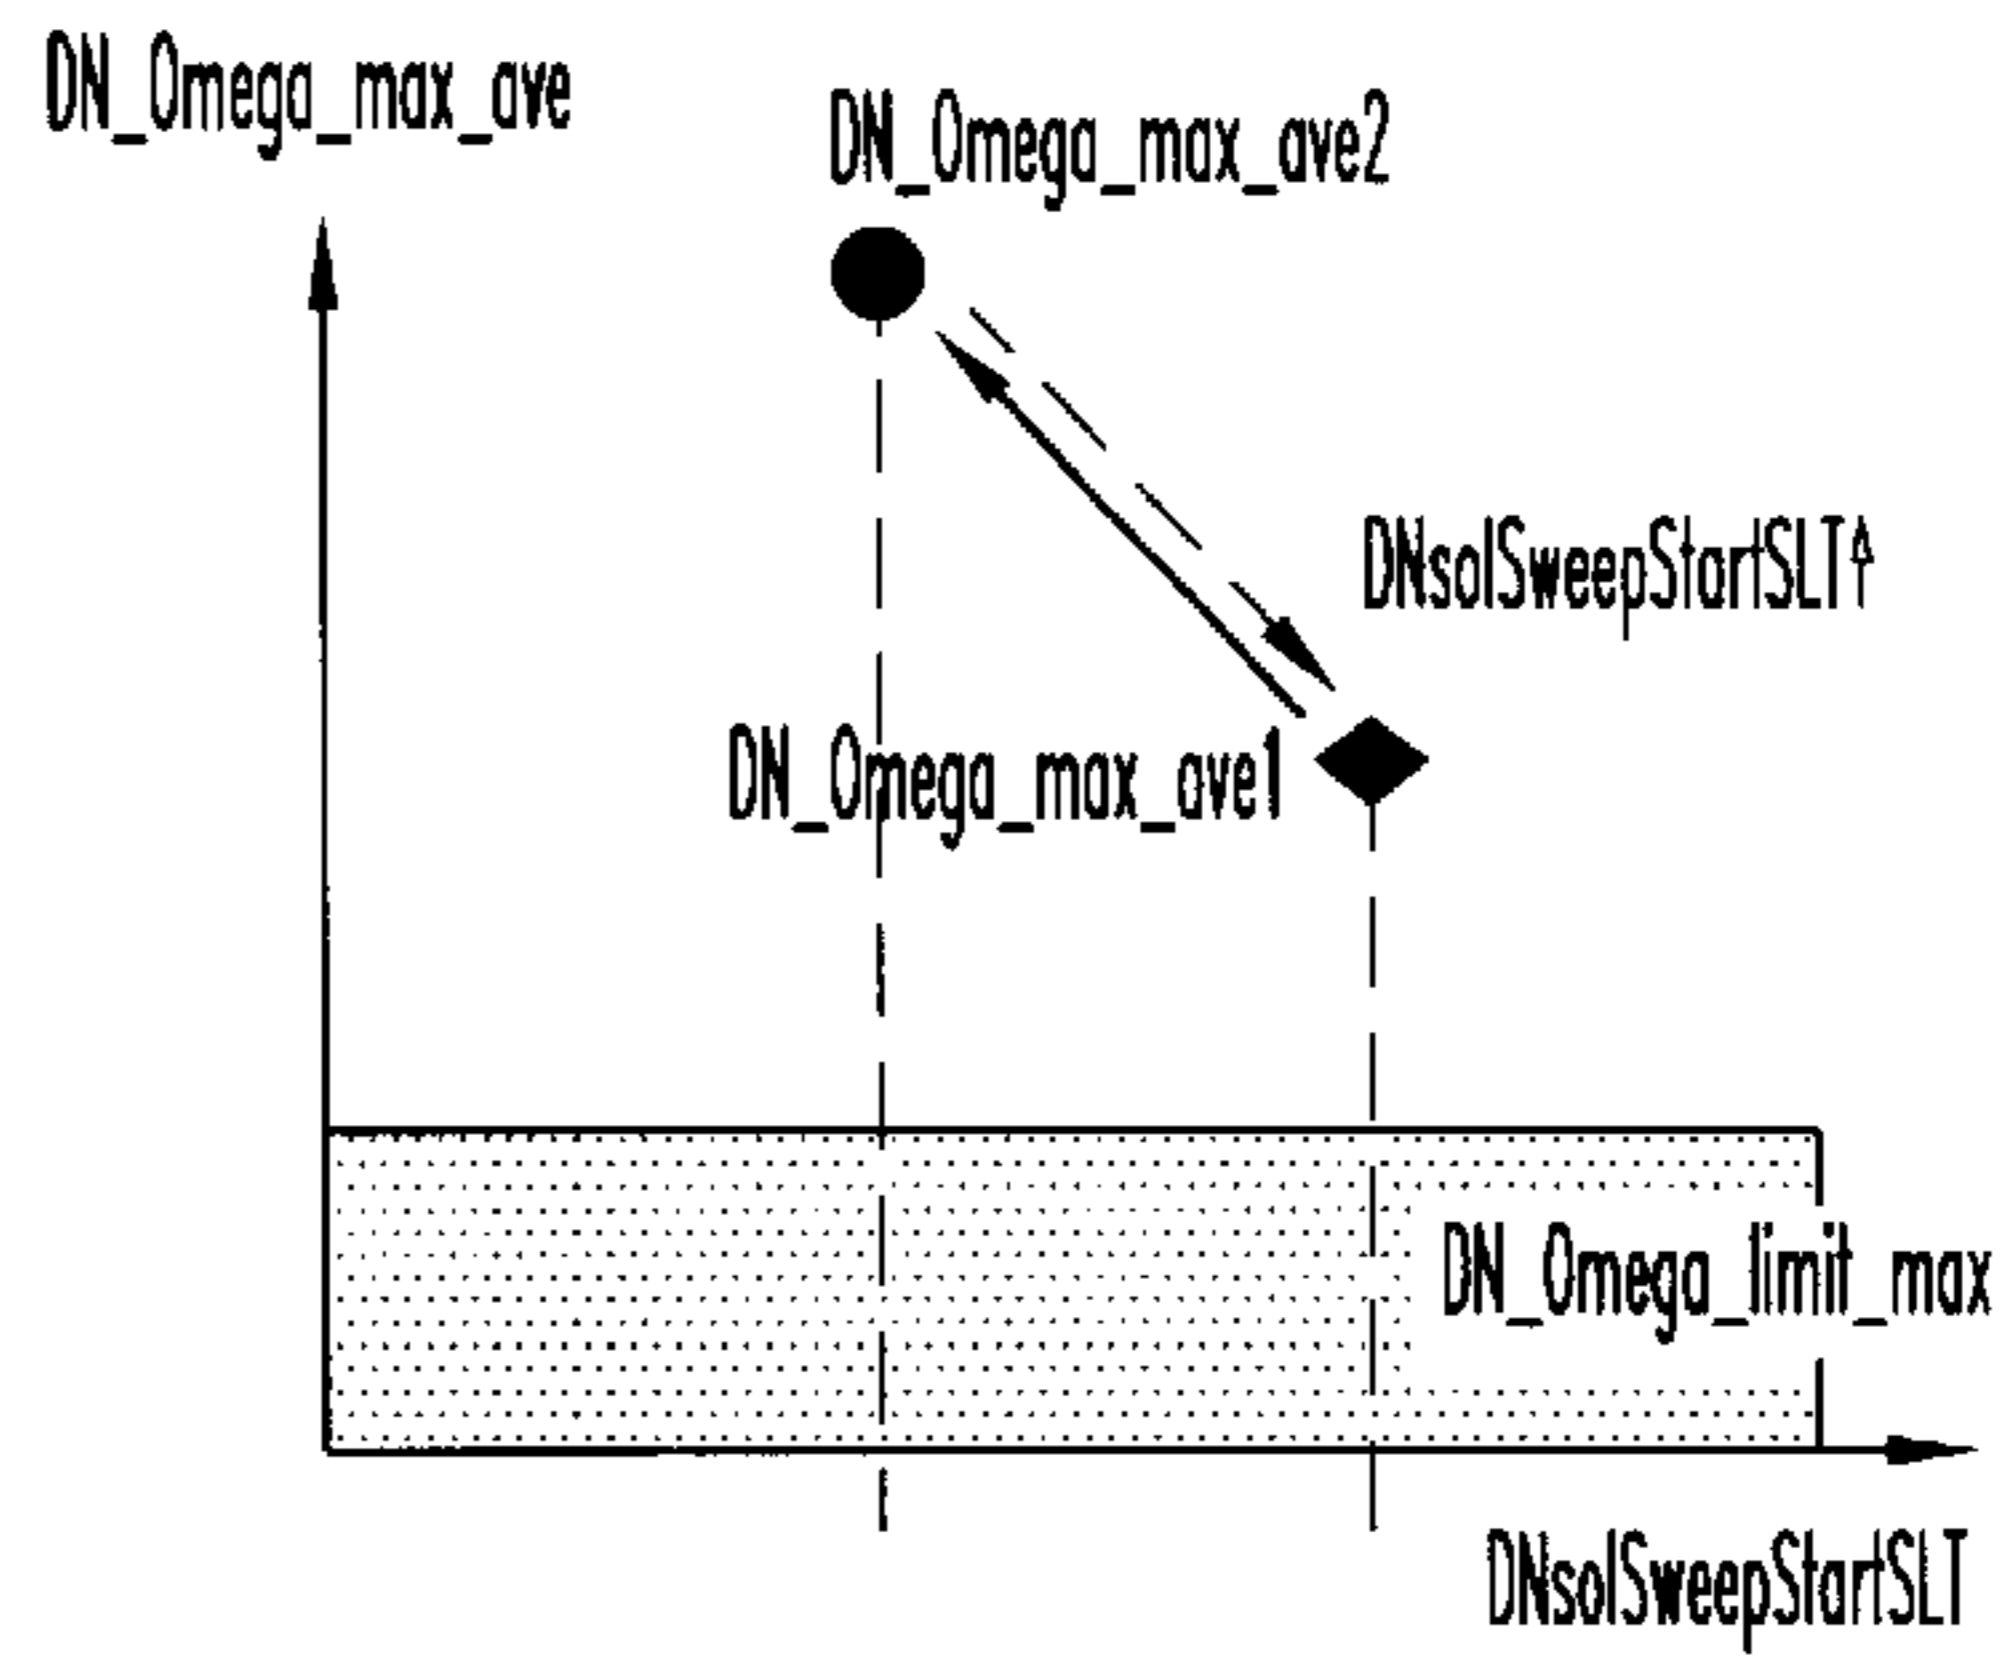 DN_Omega_max_ave
DN_Omega_max_ave2
DNsolSweepStartSLT↑
DN_Omega_max_ave1
DN_Omega_limit_max
DNsolSweepStartSLT